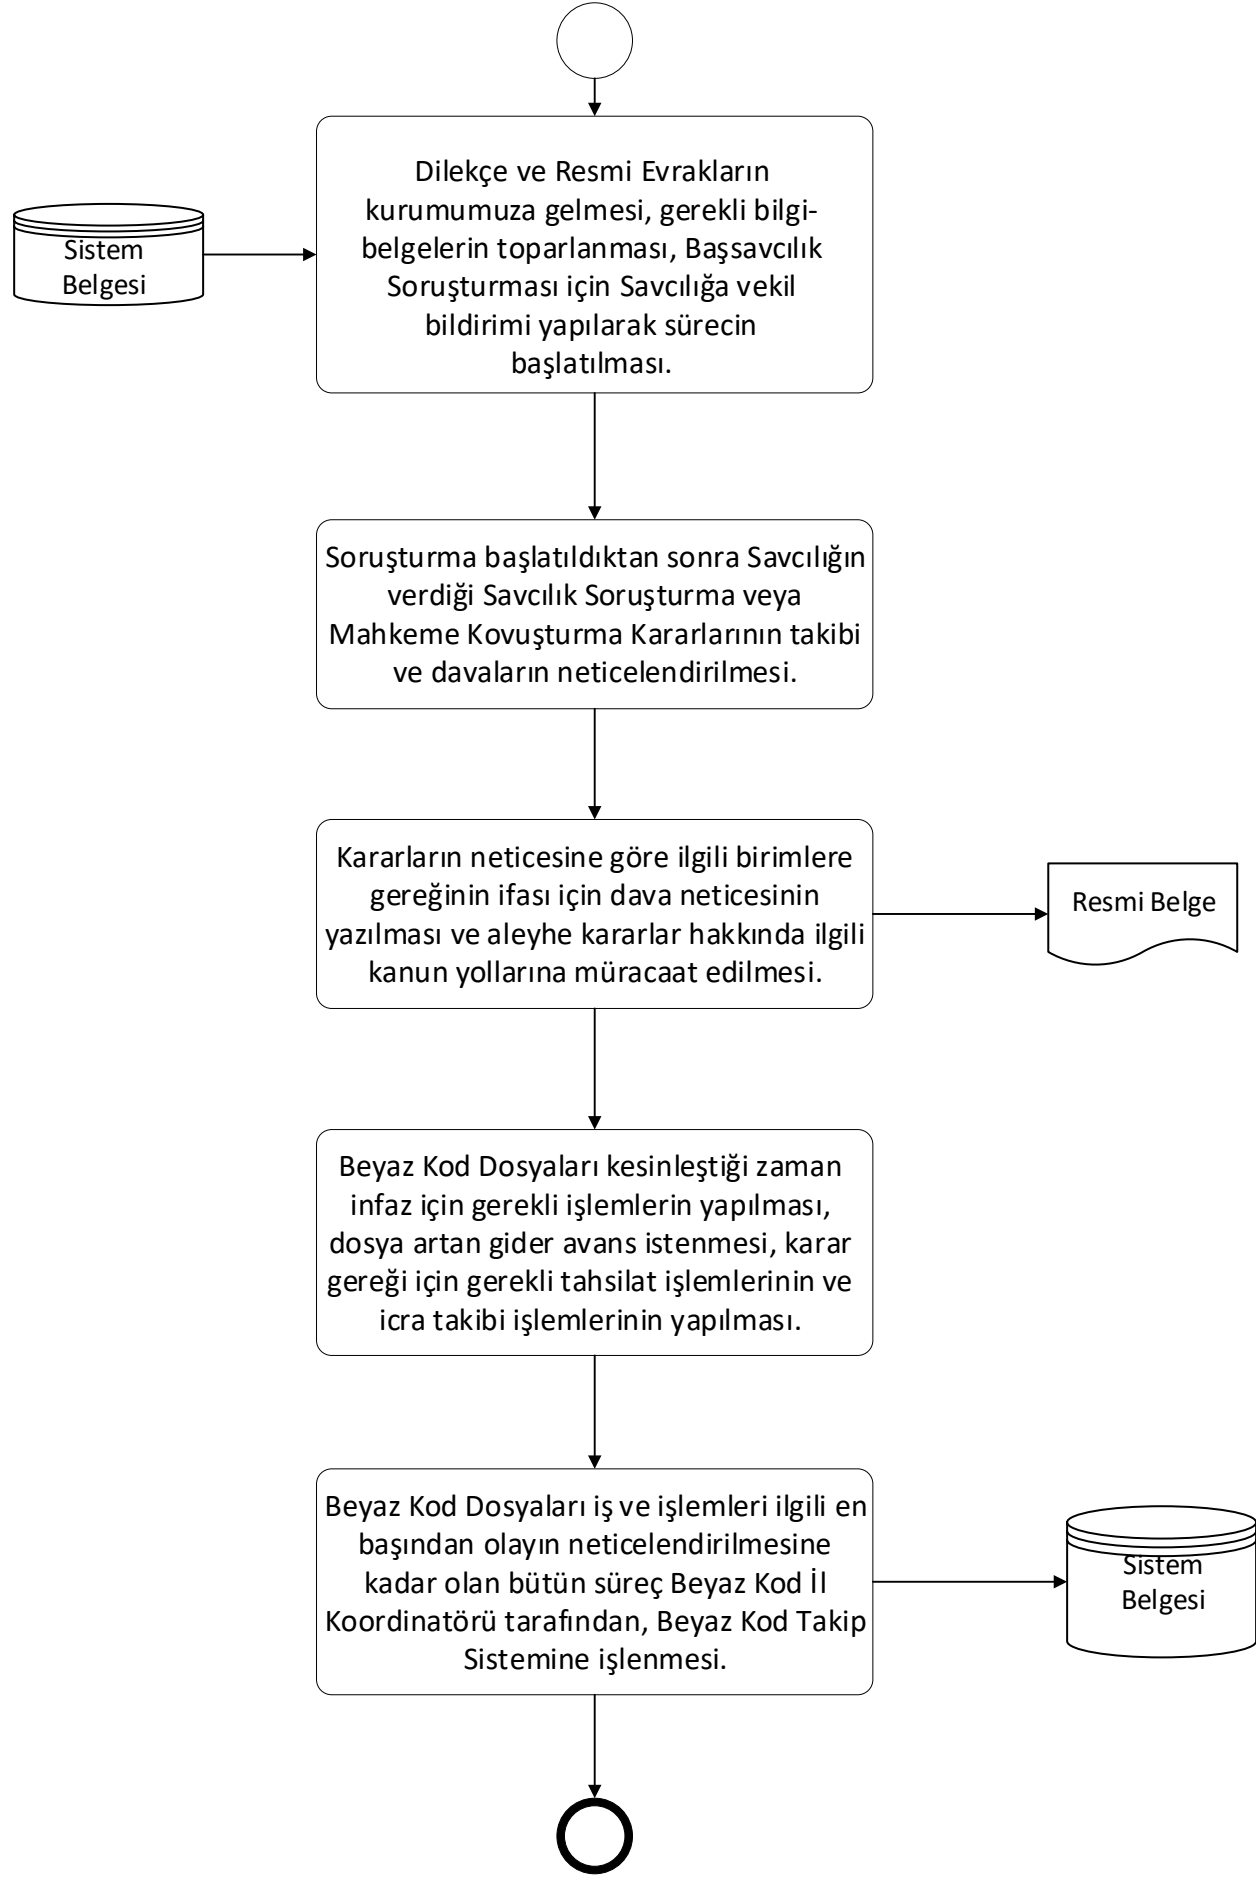 Dilekçe ve Resmi Evrakların
kurumumuza gelmesi, gerekli bilgi-
belgelerin toparlanması, Başsavcılık
Soruşturması için Savcılığa vekil
bildirimi yapılarak sürecin
başlatılması.
Sistem
Belgesi
Soruşturma başlatıldıktan sonra Savcılığın
verdiği Savcılık Soruşturma veya
Mahkeme Kovuşturma Kararlarının takibi
ve davaların neticelendirilmesi.
Kararların neticesine göre ilgili birimlere
gereğinin ifası için dava neticesinin
yazılması ve aleyhe kararlar hakkında ilgili
kanun yollarına müracaat edilmesi.
Resmi Belge
Beyaz Kod Dosyaları kesinleştiği zaman
infaz için gerekli işlemlerin yapılması,
dosya artan gider avans istenmesi, karar
gereği için gerekli tahsilat işlemlerinin ve
icra takibi işlemlerinin yapılması.
Beyaz Kod Dosyaları iş ve işlemleri ilgili en
başından olayın neticelendirilmesine
kadar olan bütün süreç Beyaz Kod İl
Koordinatörü tarafından, Beyaz Kod Takip
Sistemine işlenmesi.
Sistem
Belgesi